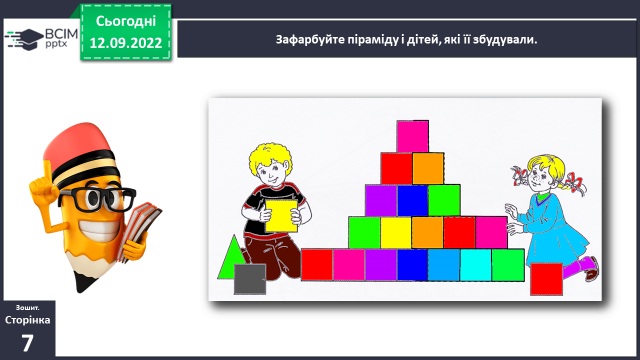 ВСІМ
pptx
Сьогодні
12.09.2022
Зафарбуйте піраміду і дітей, які її збудували.
Зошит.
Сторінка
7